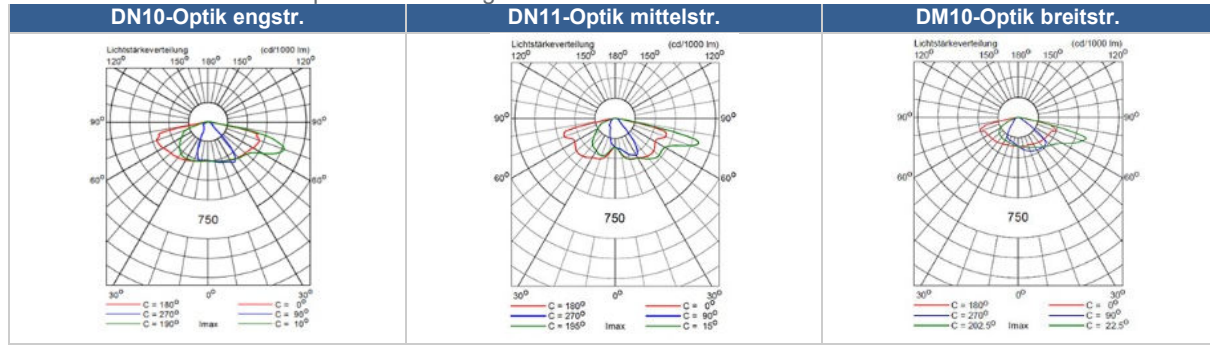 DN10-Optik engstr.
DN11-Optik mittelstr.
DM10-Optik breitstr.
Lichtstärkeverteilung (cd/1000 lm)
120° 150° 180° 150° 120°
90° 90°
60° 60°
750
30° 0° 30°
C = 180° C = 0°
C = 270° C = 90°
C = 190° Imax C = 10°
Lichtstärkeverteilung (cd/1000 lm)
120° 150° 180° 150° 120°
90° 90°
60° 60°
750
30° 0° 30°
C = 180° C = 0°
C = 270° C = 90°
C = 195° Imax C = 15°
Lichtstärkeverteilung (cd/1000 lm)
120° 150° 180° 150° 120°
90° 90°
60° 60°
750
30° 0° 30°
C = 180° C = 0°
C = 270° C = 90°
C = 202.5° Imax C = 22.5°